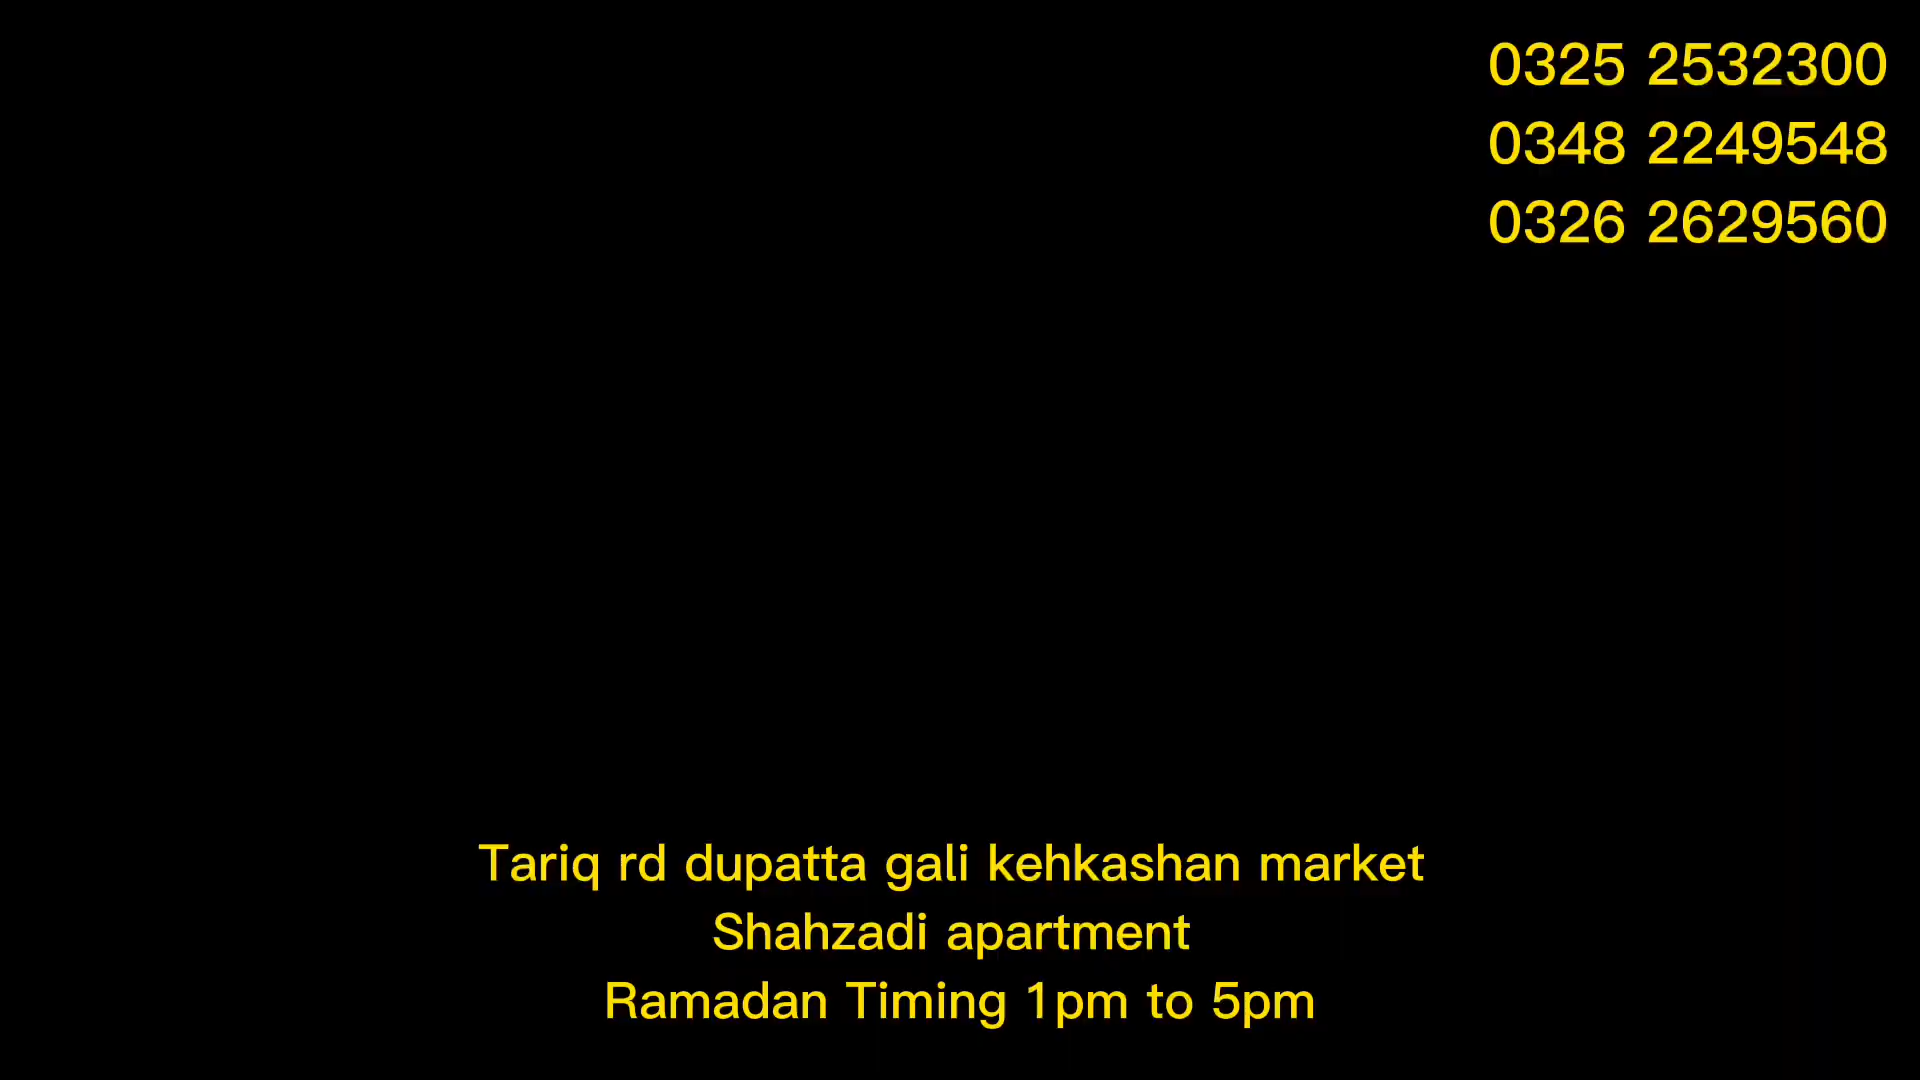 0325 2532300
0348 2249548
0326 2629560
Tariq rd dupatta gali kehkashan market
Shahzadi apartment
Ramadan Timing 1pm to 5pm